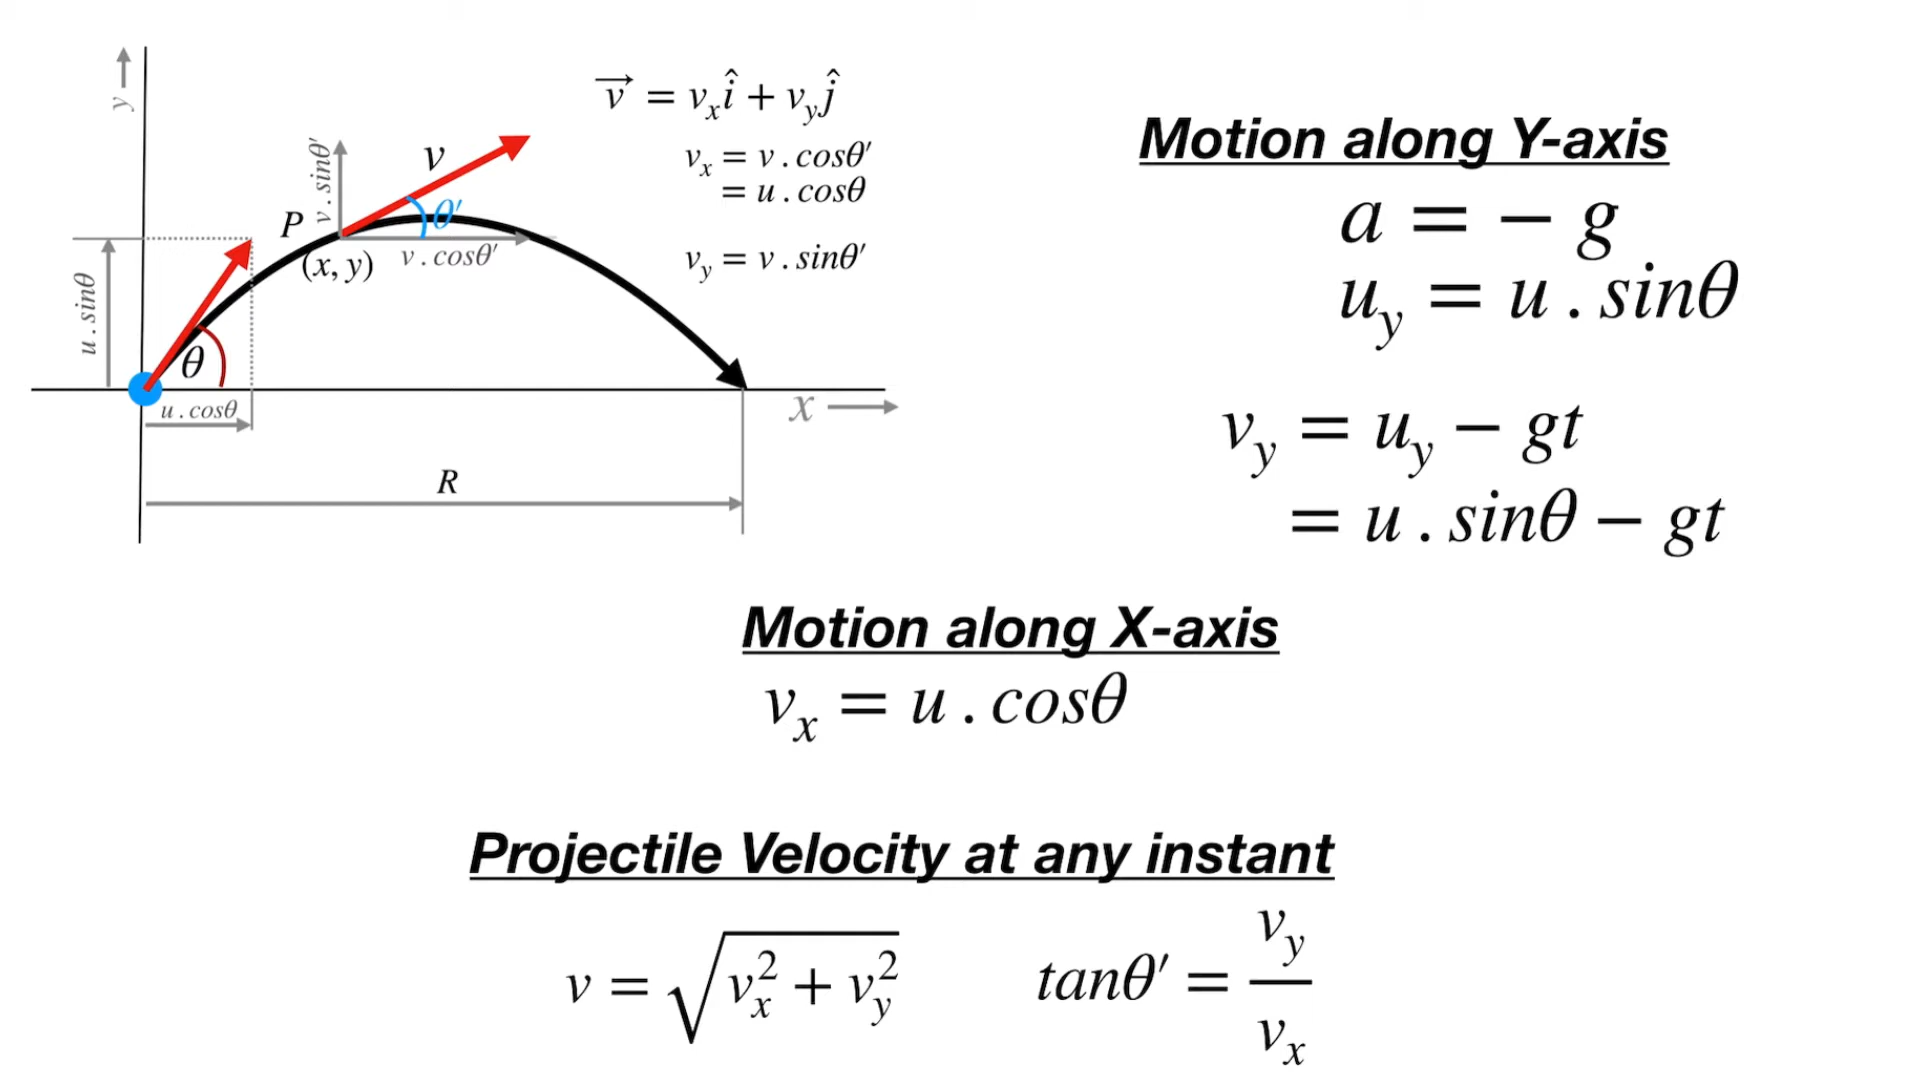 y
v⃗ = vₓî + v_yĵ
vₓ = v . cosθ′
= u . cosθ
v_y = v . sinθ′
v
v . sinθ′
θ′
P
(x, y)
v . cosθ′
u . sinθ
θ
u . cosθ
x
R
Motion along Y-axis
a = − g
u_y = u . sinθ
v_y = u_y − gt
= u . sinθ − gt
Motion along X-axis
vₓ = u . cosθ
Projectile Velocity at any instant
v = √(vₓ² + v_y²)
tanθ′ = v_y / vₓ